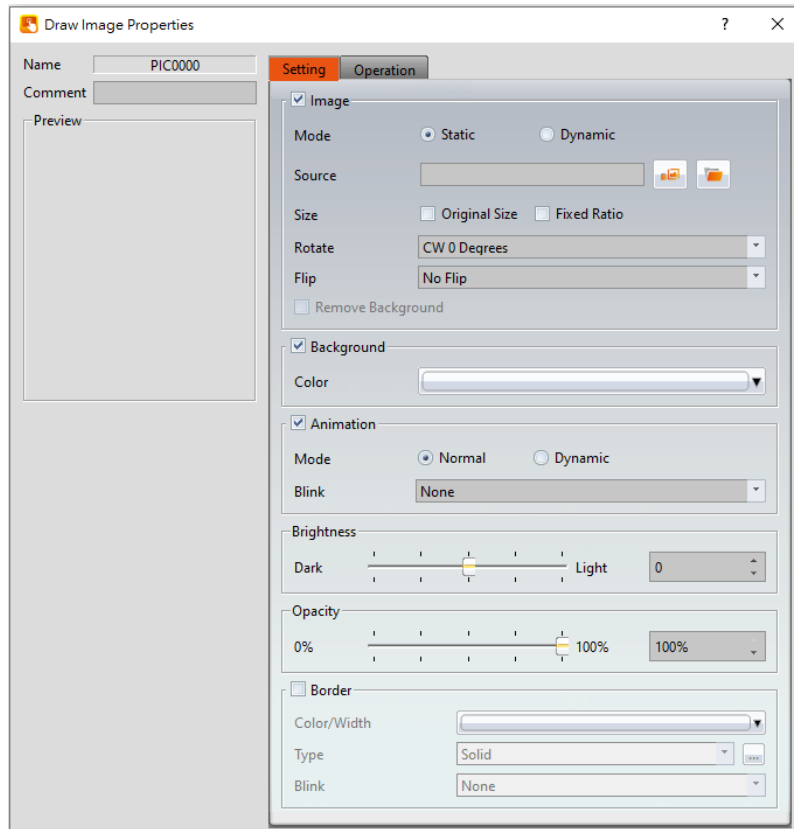 Draw Image Properties
Name PIC0000
Comment
Preview
Setting Operation
Image
Mode Static Dynamic
Source
Size Original Size Fixed Ratio
Rotate CW 0 Degrees
Flip No Flip
Remove Background
Background
Color
Animation
Mode Normal Dynamic
Blink None
Brightness
Dark Light 0
Opacity
0% 100% 100%
Border
Color/Width
Type Solid ...
Blink None